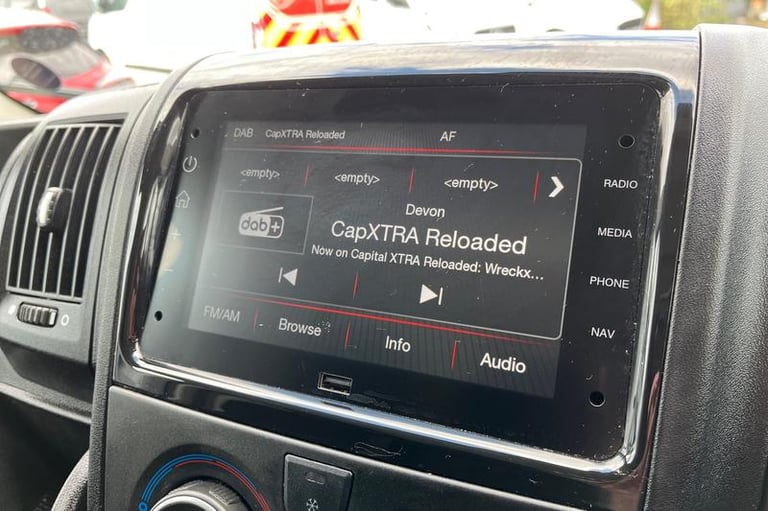 DAB CapXTRA Reloaded AF
<empty> <empty> <empty>
Devon
dab+
CapXTRA Reloaded
Now on Capital XTRA Reloaded: Wreckx...
FM/AM Browse Info Audio
RADIO
MEDIA
PHONE
NAV